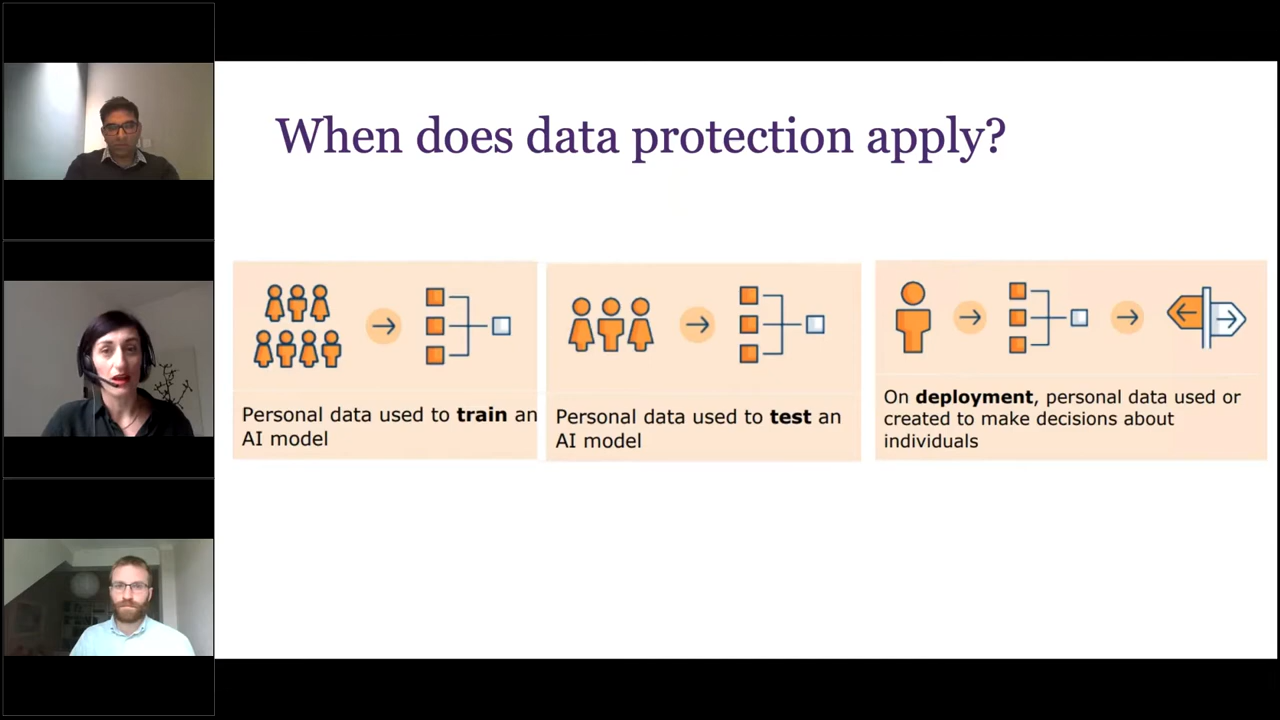 When does data protection apply?
Personal data used to train an
AI model
Personal data used to test an
AI model
On deployment, personal data used or
created to make decisions about
individuals